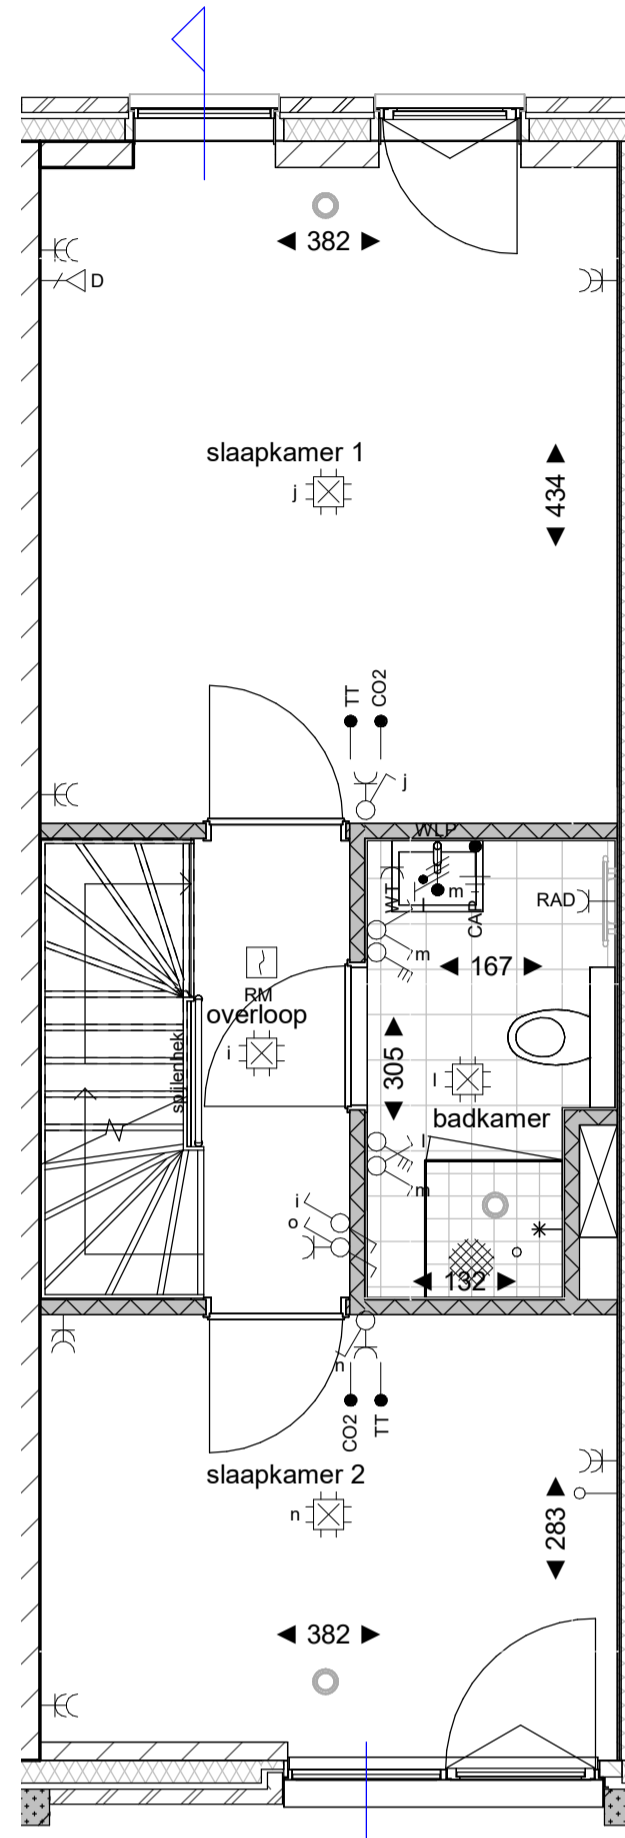 382
D
slaapkamer 1
j
434
TT
CO2
j
WLP
WT
m
CAP
l
RAD
m
167
RM
overloop
i
spijlenhek
305
l
badkamer
l
m
i
o
132
n
CO2
TT
slaapkamer 2
n
283
382